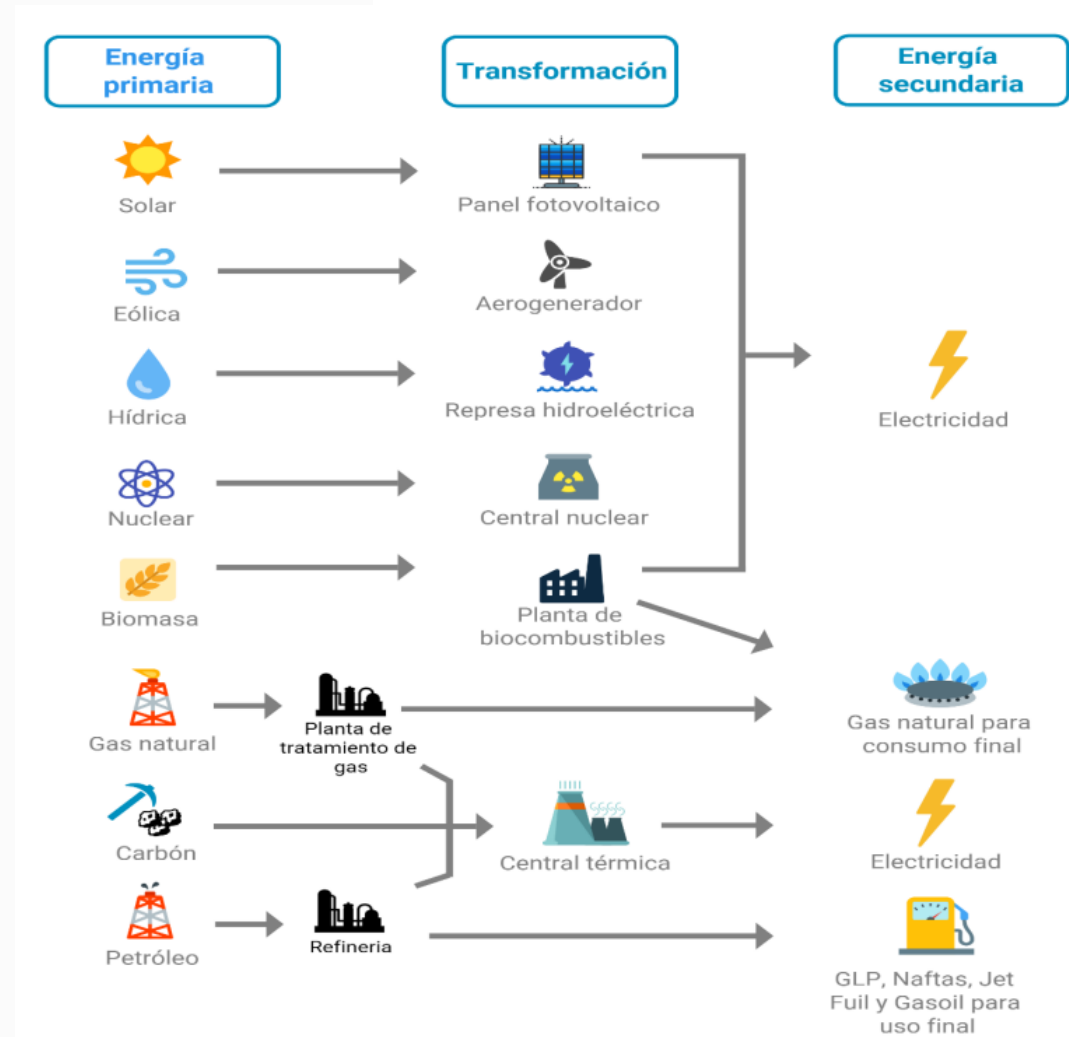 Energía
primaria
Transformación
Energía
secundaria
Solar
Panel fotovoltaico
Eólica
Aerogenerador
Hídrica
Represa hidroeléctrica
Electricidad
Nuclear
Central nuclear
Biomasa
Planta de
biocombustibles
Gas natural
Planta de
tratamiento de
gas
Gas natural para
consumo final
Carbón
Central térmica
Electricidad
Petróleo
Refineria
GLP, Naftas, Jet
Fuil y Gasoil para
uso final